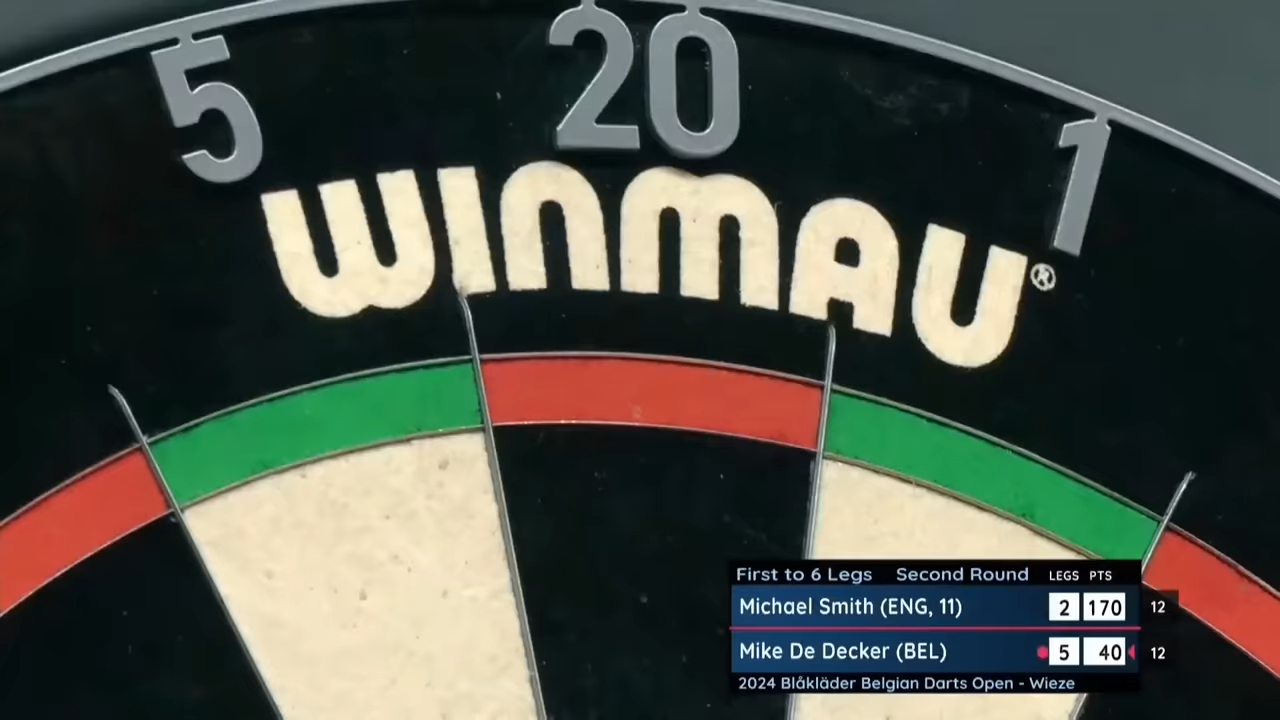 5 20 1
WINMAU®
First to 6 Legs Second Round LEGS PTS
Michael Smith (ENG, 11) 2 170 12
Mike De Decker (BEL) 5 40 12
2024 Blåkläder Belgian Darts Open - Wieze